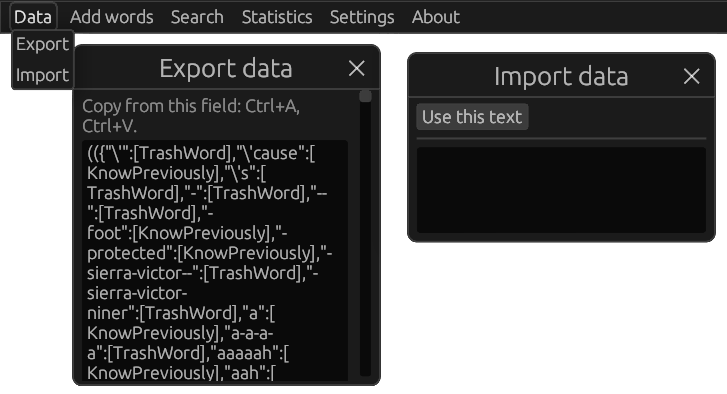 Data Add words Search Statistics Settings About
Export
Import
Export data
Copy from this field: Ctrl+A,
Ctrl+V.
(({"\'":[TrashWord],"\'cause":[
KnowPreviously],"\'s":[
TrashWord],"-":[TrashWord],"--
":[TrashWord],"-
foot":[KnowPreviously],"-
protected":[KnowPreviously],"-
sierra-victor--":[TrashWord],"-
sierra-victor-
niner":[TrashWord],"a":[
KnowPreviously],"a-a-a-
a":[TrashWord],"aaaaah":[
KnowPreviously],"aah":[
Import data
Use this text